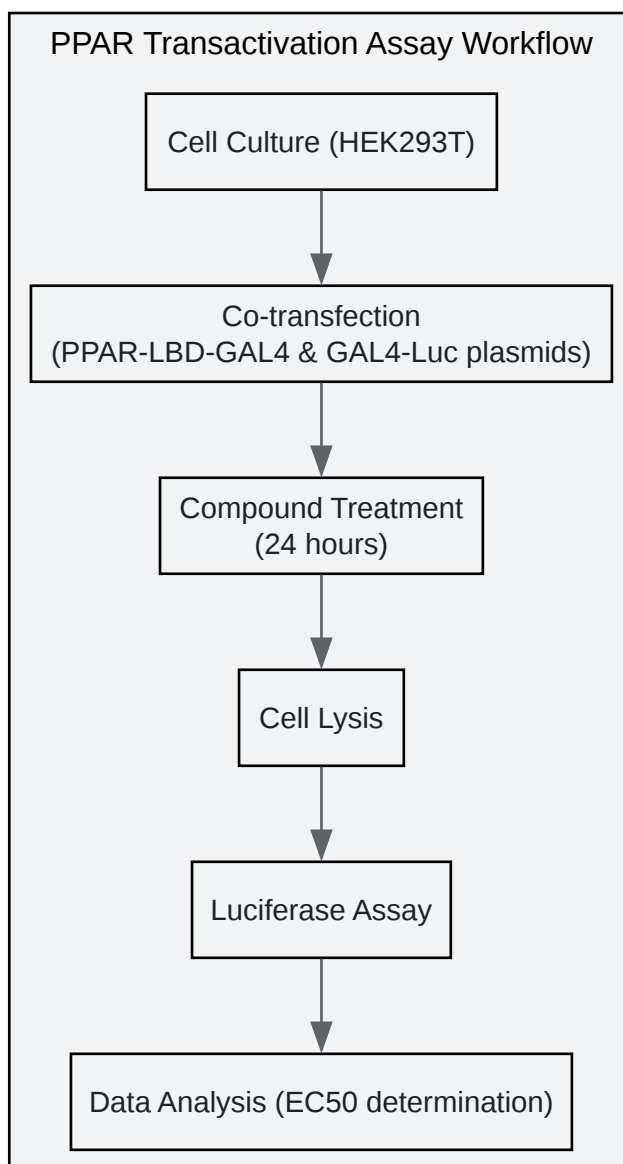 PPAR Transactivation Assay Workflow
Cell Culture (HEK293T)
Co-transfection
(PPAR-LBD-GAL4 & GAL4-Luc plasmids)
Compound Treatment
(24 hours)
Cell Lysis
Luciferase Assay
Data Analysis (EC50 determination)